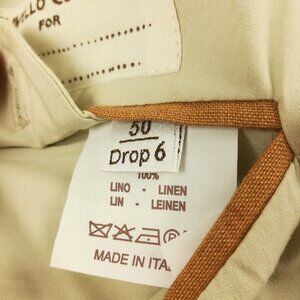 FOR
50
Drop 6
100%
LINO - LINEN
LIN - LEINEN
MADE IN ITA